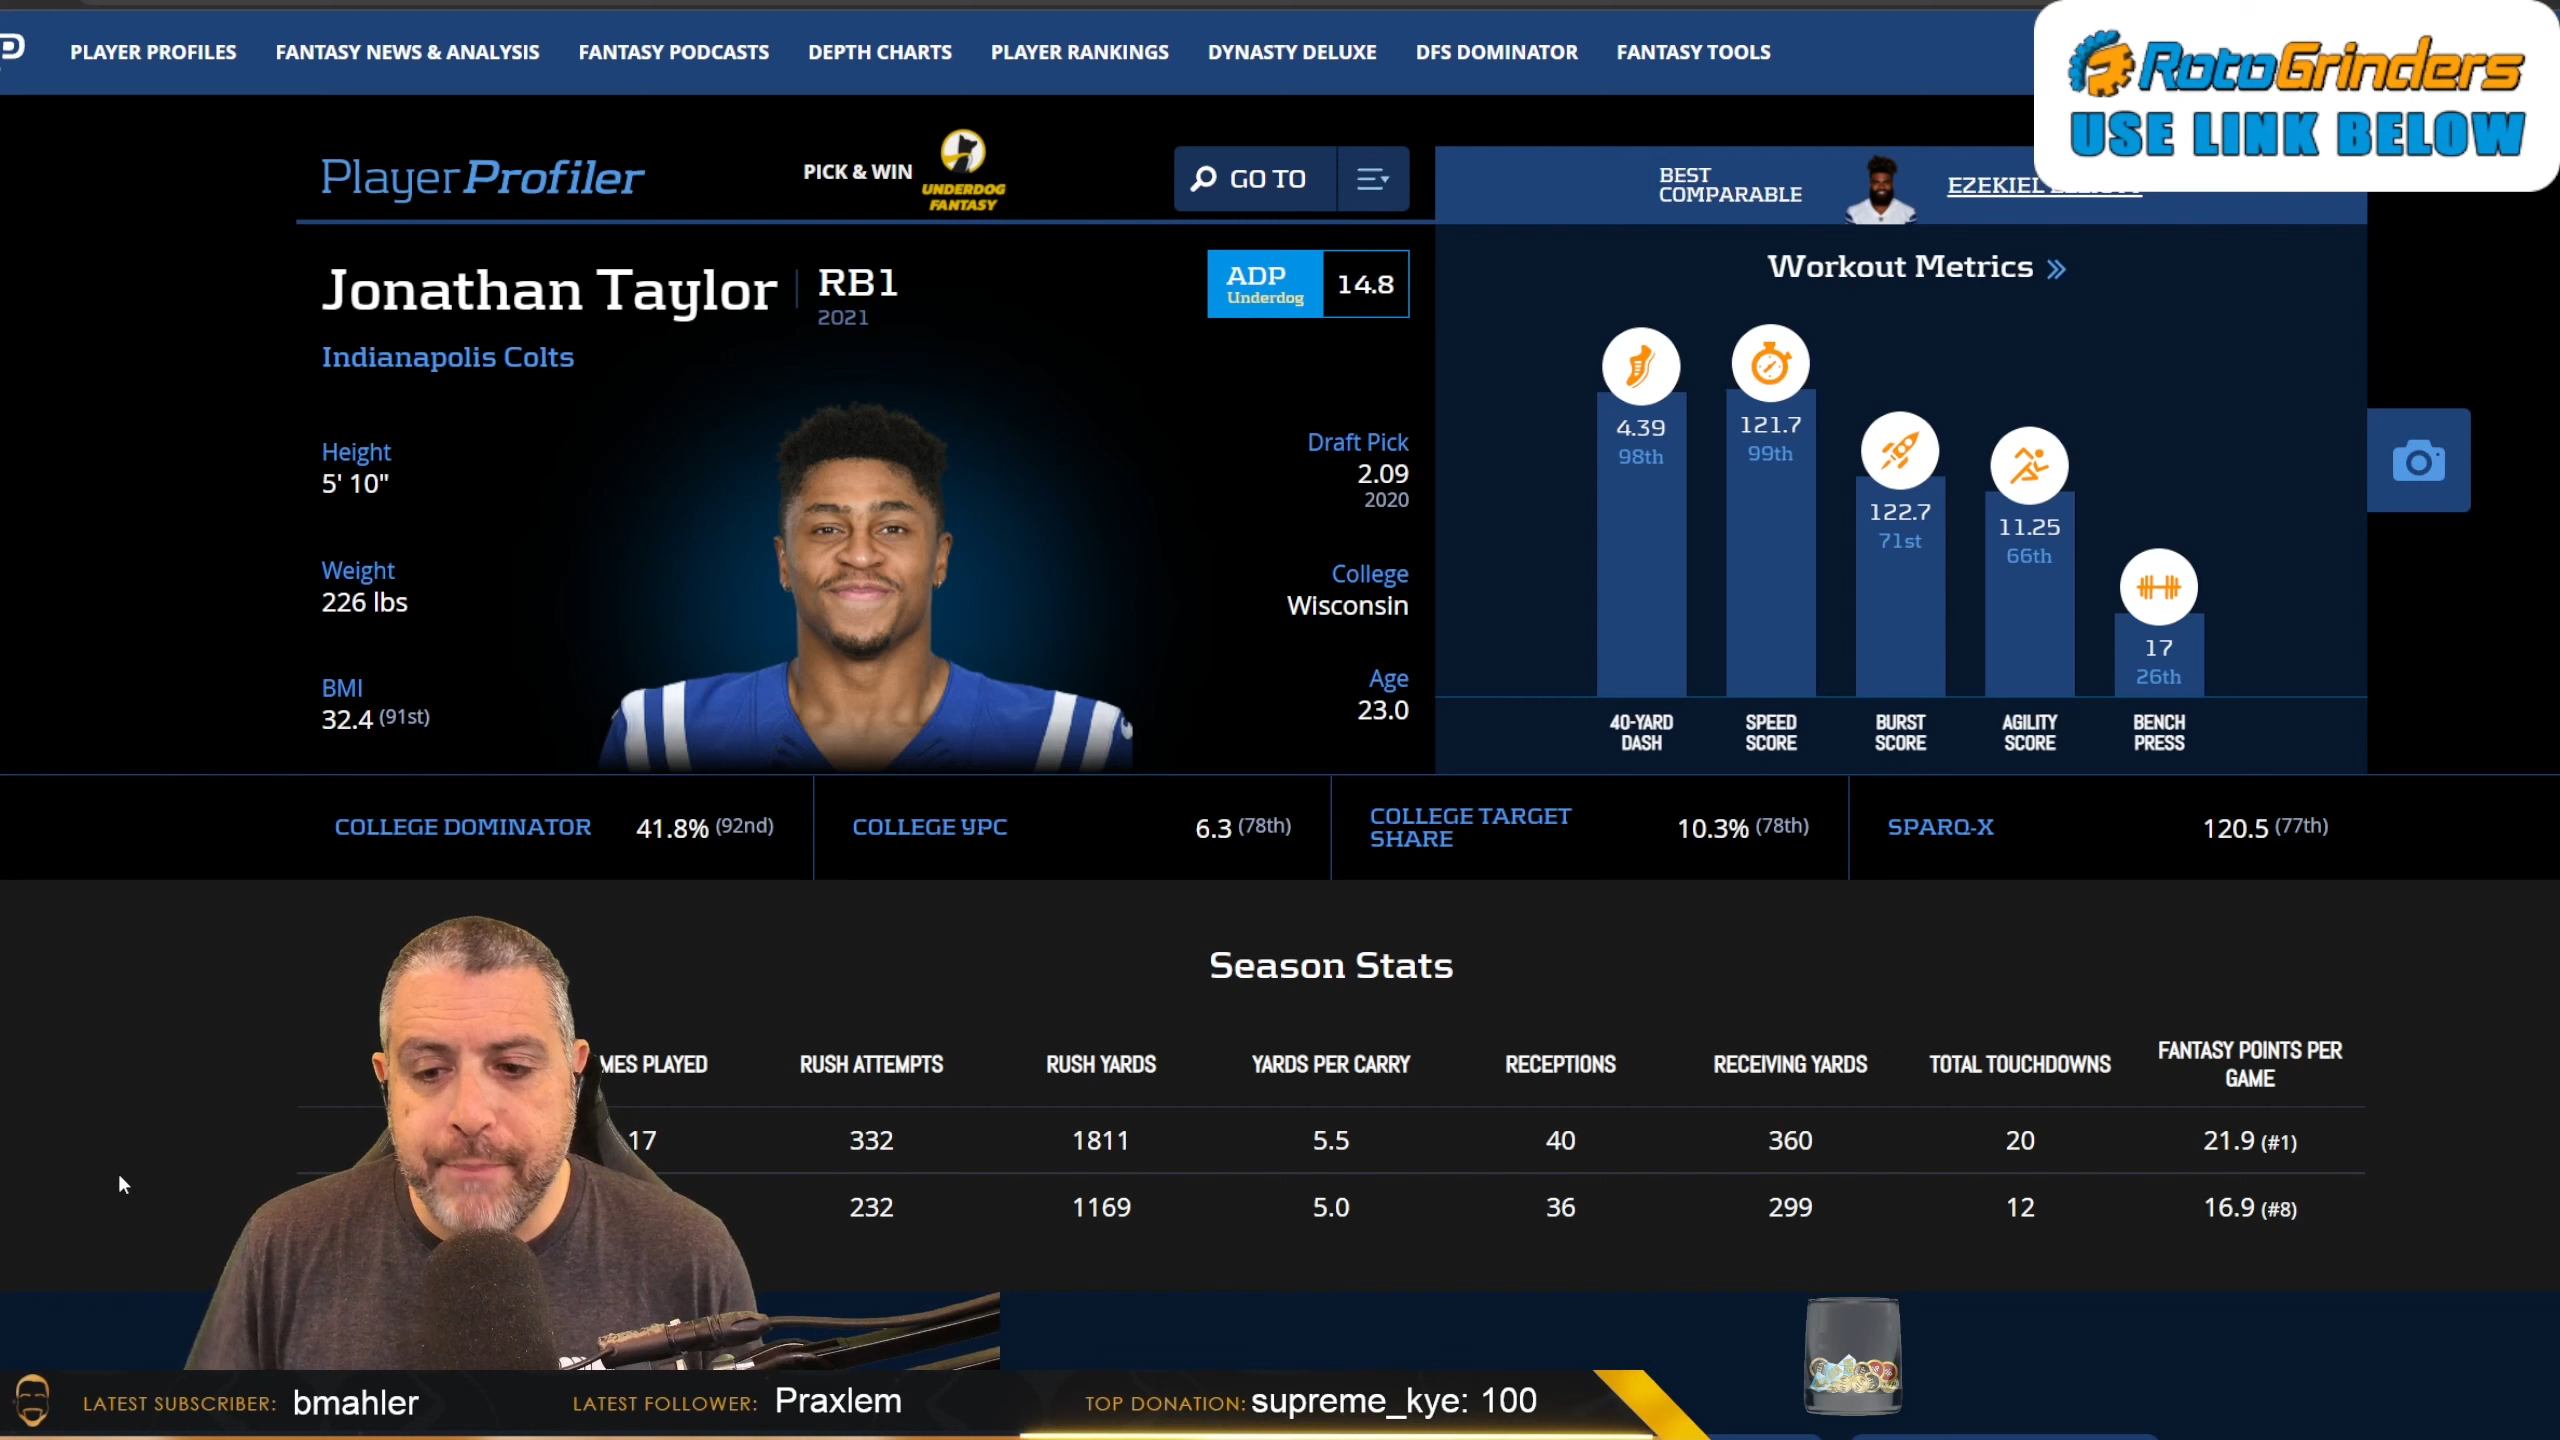 PLAYER PROFILES FANTASY NEWS & ANALYSIS FANTASY PODCASTS DEPTH CHARTS PLAYER RANKINGS DYNASTY DELUXE DFS DOMINATOR FANTASY TOOLS
RotoGrinders
USE LINK BELOW
PlayerProfiler
PICK & WIN
UNDERDOG
FANTASY
GO TO
BEST
COMPARABLE
EZEKIEL
Jonathan Taylor
RB1
2021
ADP
Underdog
14.8
Indianapolis Colts
Height
5' 10"
Weight
226 lbs
BMI
32.4 (91st)
Draft Pick
2.09
2020
College
Wisconsin
Age
23.0
Workout Metrics »
4.39
98th
121.7
99th
122.7
71st
11.25
66th
17
26th
40-YARD
DASH
SPEED
SCORE
BURST
SCORE
AGILITY
SCORE
BENCH
PRESS
COLLEGE DOMINATOR 41.8% (92nd)
COLLEGE YPC 6.3 (78th)
COLLEGE TARGET
SHARE
10.3% (78th)
SPARQ-X 120.5 (77th)
Season Stats
MES PLAYED RUSH ATTEMPTS RUSH YARDS YARDS PER CARRY RECEPTIONS RECEIVING YARDS TOTAL TOUCHDOWNS FANTASY POINTS PER
GAME
17 332 1811 5.5 40 360 20 21.9 (#1)
232 1169 5.0 36 299 12 16.9 (#8)
LATEST SUBSCRIBER: bmahler LATEST FOLLOWER: Praxlem TOP DONATION: supreme_kye: 100